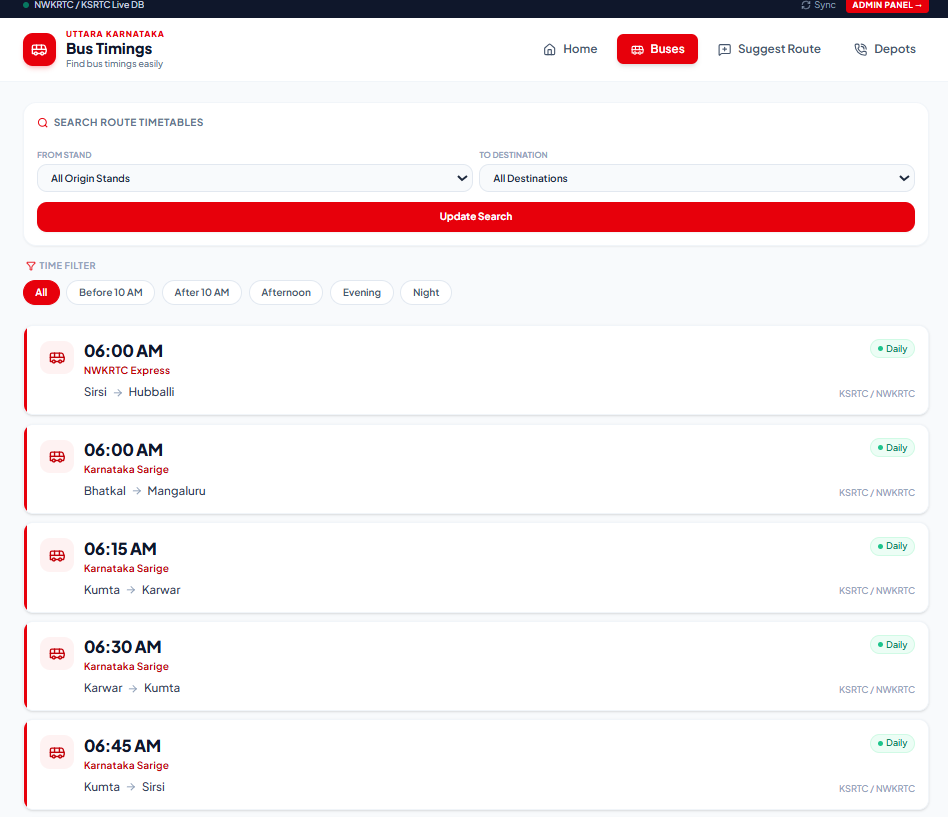 NWKRTC / KSRTC Live DB
Sync
ADMIN PANEL →
UTTARA KARNATAKA
Bus Timings
Find bus timings easily
Home
Buses
Suggest Route
Depots
SEARCH ROUTE TIMETABLES
FROM STAND
TO DESTINATION
All Origin Stands
All Destinations
Update Search
TIME FILTER
All
Before 10 AM
After 10 AM
Afternoon
Evening
Night
06:00 AM
Daily
NWKRTC Express
Sirsi → Hubballi
KSRTC / NWKRTC
06:00 AM
Daily
Karnataka Sarige
Bhatkal → Mangaluru
KSRTC / NWKRTC
06:15 AM
Daily
Karnataka Sarige
Kumta → Karwar
KSRTC / NWKRTC
06:30 AM
Daily
Karnataka Sarige
Karwar → Kumta
KSRTC / NWKRTC
06:45 AM
Daily
Karnataka Sarige
Kumta → Sirsi
KSRTC / NWKRTC